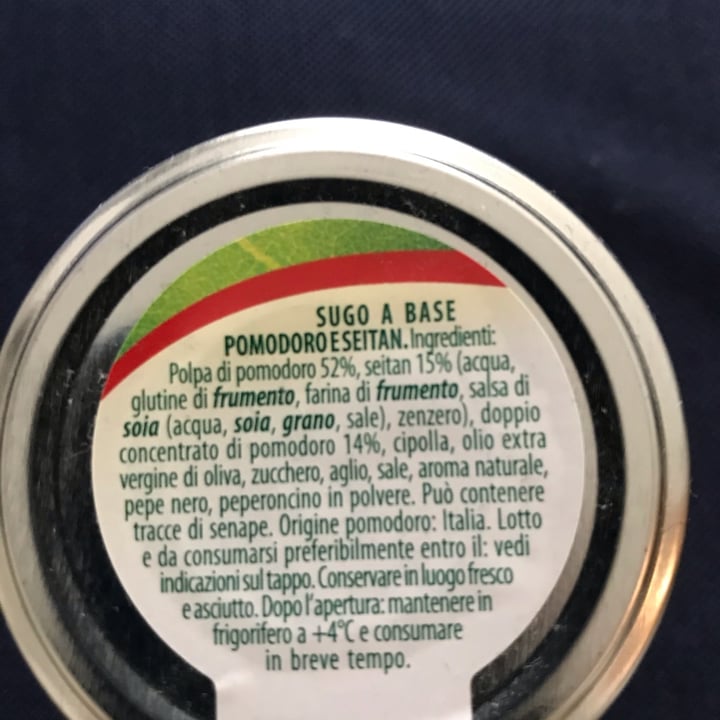 SUGO A BASE
POMODORO E SEITAN. Ingredienti:
Polpa di pomodoro 52%, seitan 15% (acqua,
glutine di frumento, farina di frumento, salsa di
soia (acqua, soia, grano, sale), zenzero), doppio
concentrato di pomodoro 14%, cipolla, olio extra
vergine di oliva, zucchero, aglio, sale, aroma naturale,
pepe nero, peperoncino in polvere. Può contenere
tracce di senape. Origine pomodoro: Italia. Lotto
e da consumarsi preferibilmente entro il: vedi
indicazioni sul tappo. Conservare in luogo fresco
e asciutto. Dopo l'apertura: mantenere in
frigorifero a +4°C e consumare
in breve tempo.